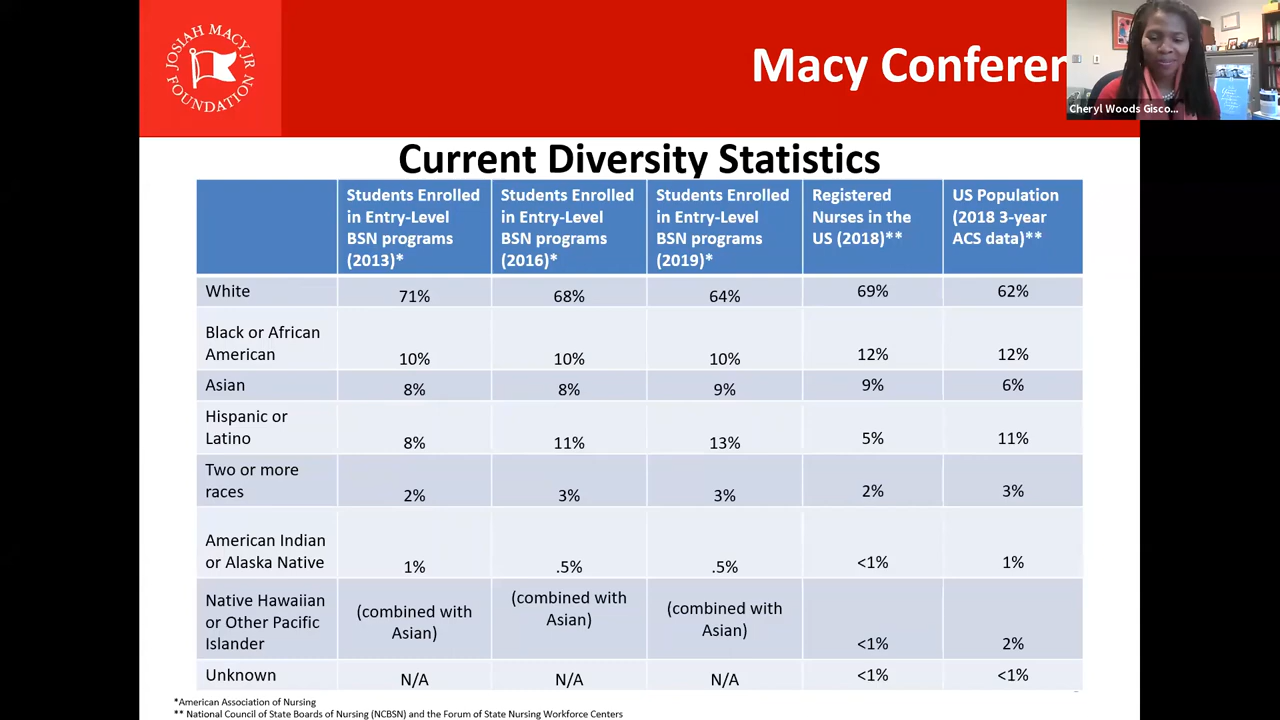 JOSIAH MACY JR
FOUNDATION
Macy Conferen
Cheryl Woods Gisco...
Current Diversity Statistics
Students Enrolled in Entry-Level BSN programs (2013)*
Students Enrolled in Entry-Level BSN programs (2016)*
Students Enrolled in Entry-Level BSN programs (2019)*
Registered Nurses in the US (2018)**
US Population (2018 3-year ACS data)**
White 71% 68% 64% 69% 62%
Black or African American 10% 10% 10% 12% 12%
Asian 8% 8% 9% 9% 6%
Hispanic or Latino 8% 11% 13% 5% 11%
Two or more races 2% 3% 3% 2% 3%
American Indian or Alaska Native 1% .5% .5% <1% 1%
Native Hawaiian or Other Pacific Islander (combined with Asian) (combined with Asian) (combined with Asian) <1% 2%
Unknown N/A N/A N/A <1% <1%
*American Association of Nursing
** National Council of State Boards of Nursing (NCBSN) and the Forum of State Nursing Workforce Centers